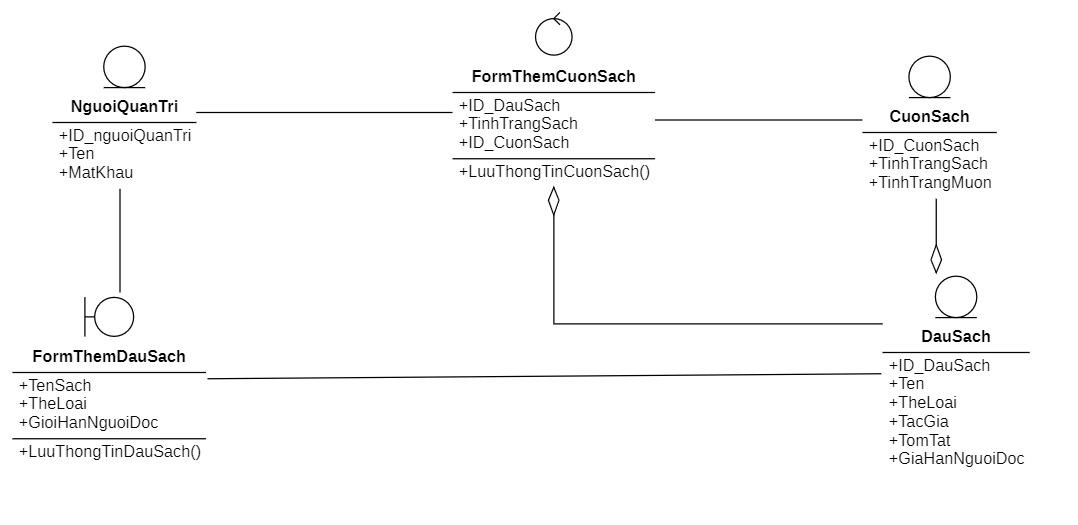 NguoiQuanTri
+ID_nguoiQuanTri
+Ten
+MatKhau
FormThemCuonSach
+ID_DauSach
+TinhTrangSach
+ID_CuonSach
+LuuThongTinCuonSach()
CuonSach
+ID_CuonSach
+TinhTrangSach
+TinhTrangMuon
FormThemDauSach
+TenSach
+TheLoai
+GioiHanNguoiDoc
+LuuThongTinDauSach()
DauSach
+ID_DauSach
+Ten
+TheLoai
+TacGia
+TomTat
+GiaHanNguoiDoc